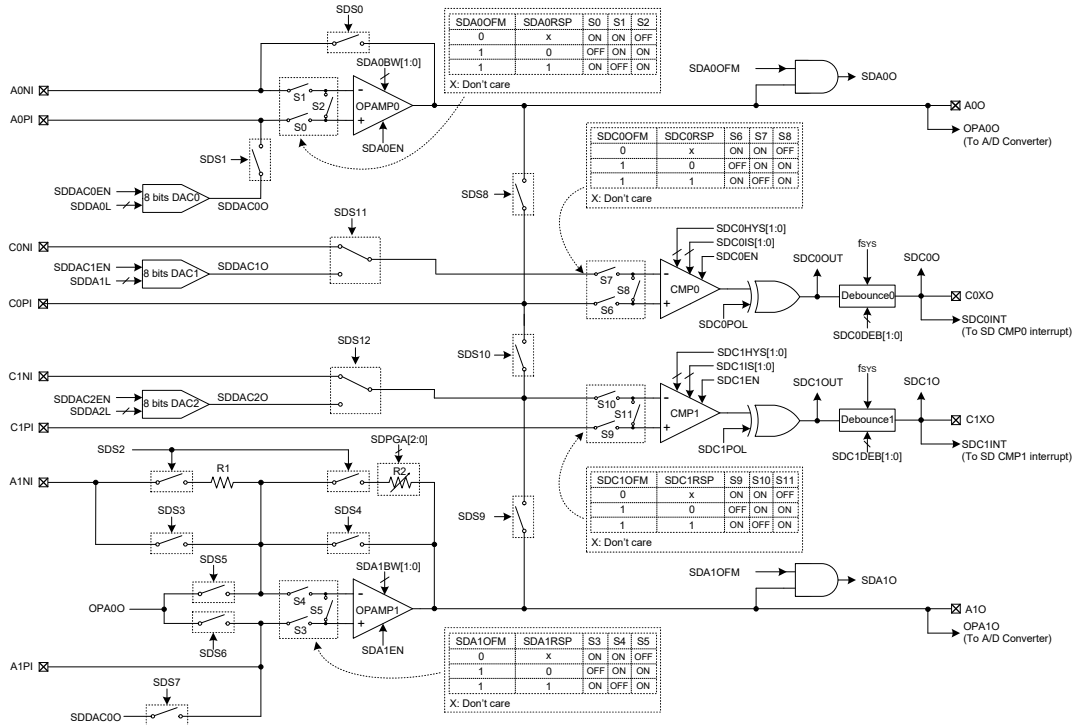 SDS0
SDA0OFM SDA0RSP S0 S1 S2
0 x ON ON OFF
1 0 OFF ON ON
1 1 ON OFF ON
X: Don't care
SDA0BW[1:0]
SDA0OFM
SDA0O
A0NI
S1
S2
OPAMP0
A0PI
S0
A0O
OPA0O
(To A/D Converter)
SDA0EN
SDS1
SDC0OFM SDC0RSP S6 S7 S8
0 x ON ON OFF
1 0 OFF ON ON
1 1 ON OFF ON
X: Don't care
SDDAC0EN
SDDA0L
8 bits DAC0
SDDAC0O
SDS8
SDS11
C0NI
SDDAC1EN
SDDA1L
8 bits DAC1
SDDAC1O
C0PI
SDC0HYS[1:0]
SDC0IS[1:0]
SDC0EN
S7
S8
S6
CMP0
SDC0POL
SDC0OUT
fSYS
SDC0O
Debounce0
C0XO
SDC0DEB[1:0]
SDC0INT
(To SD CMP0 interrupt)
SDS12
SDS10
C1NI
SDDAC2EN
SDDA2L
8 bits DAC2
SDDAC2O
C1PI
SDC1HYS[1:0]
SDC1IS[1:0]
SDC1EN
S10
S11
S9
CMP1
SDC1POL
SDC1OUT
fSYS
SDC1O
Debounce1
C1XO
SDC1DEB[1:0]
SDC1INT
(To SD CMP1 interrupt)
SDS2
SDPGA[2:0]
R1
R2
A1NI
SDS3
SDS4
SDS9
SDC1OFM SDC1RSP S9 S10 S11
0 x ON ON OFF
1 0 OFF ON ON
1 1 ON OFF ON
X: Don't care
SDS5
SDA1BW[1:0]
SDA1OFM
SDA1O
OPA0O
S4
S5
S3
OPAMP1
A1O
OPA1O
(To A/D Converter)
SDS6
SDA1EN
SDA1OFM SDA1RSP S3 S4 S5
0 x ON ON OFF
1 0 OFF ON ON
1 1 ON OFF ON
X: Don't care
A1PI
SDS7
SDDAC0O